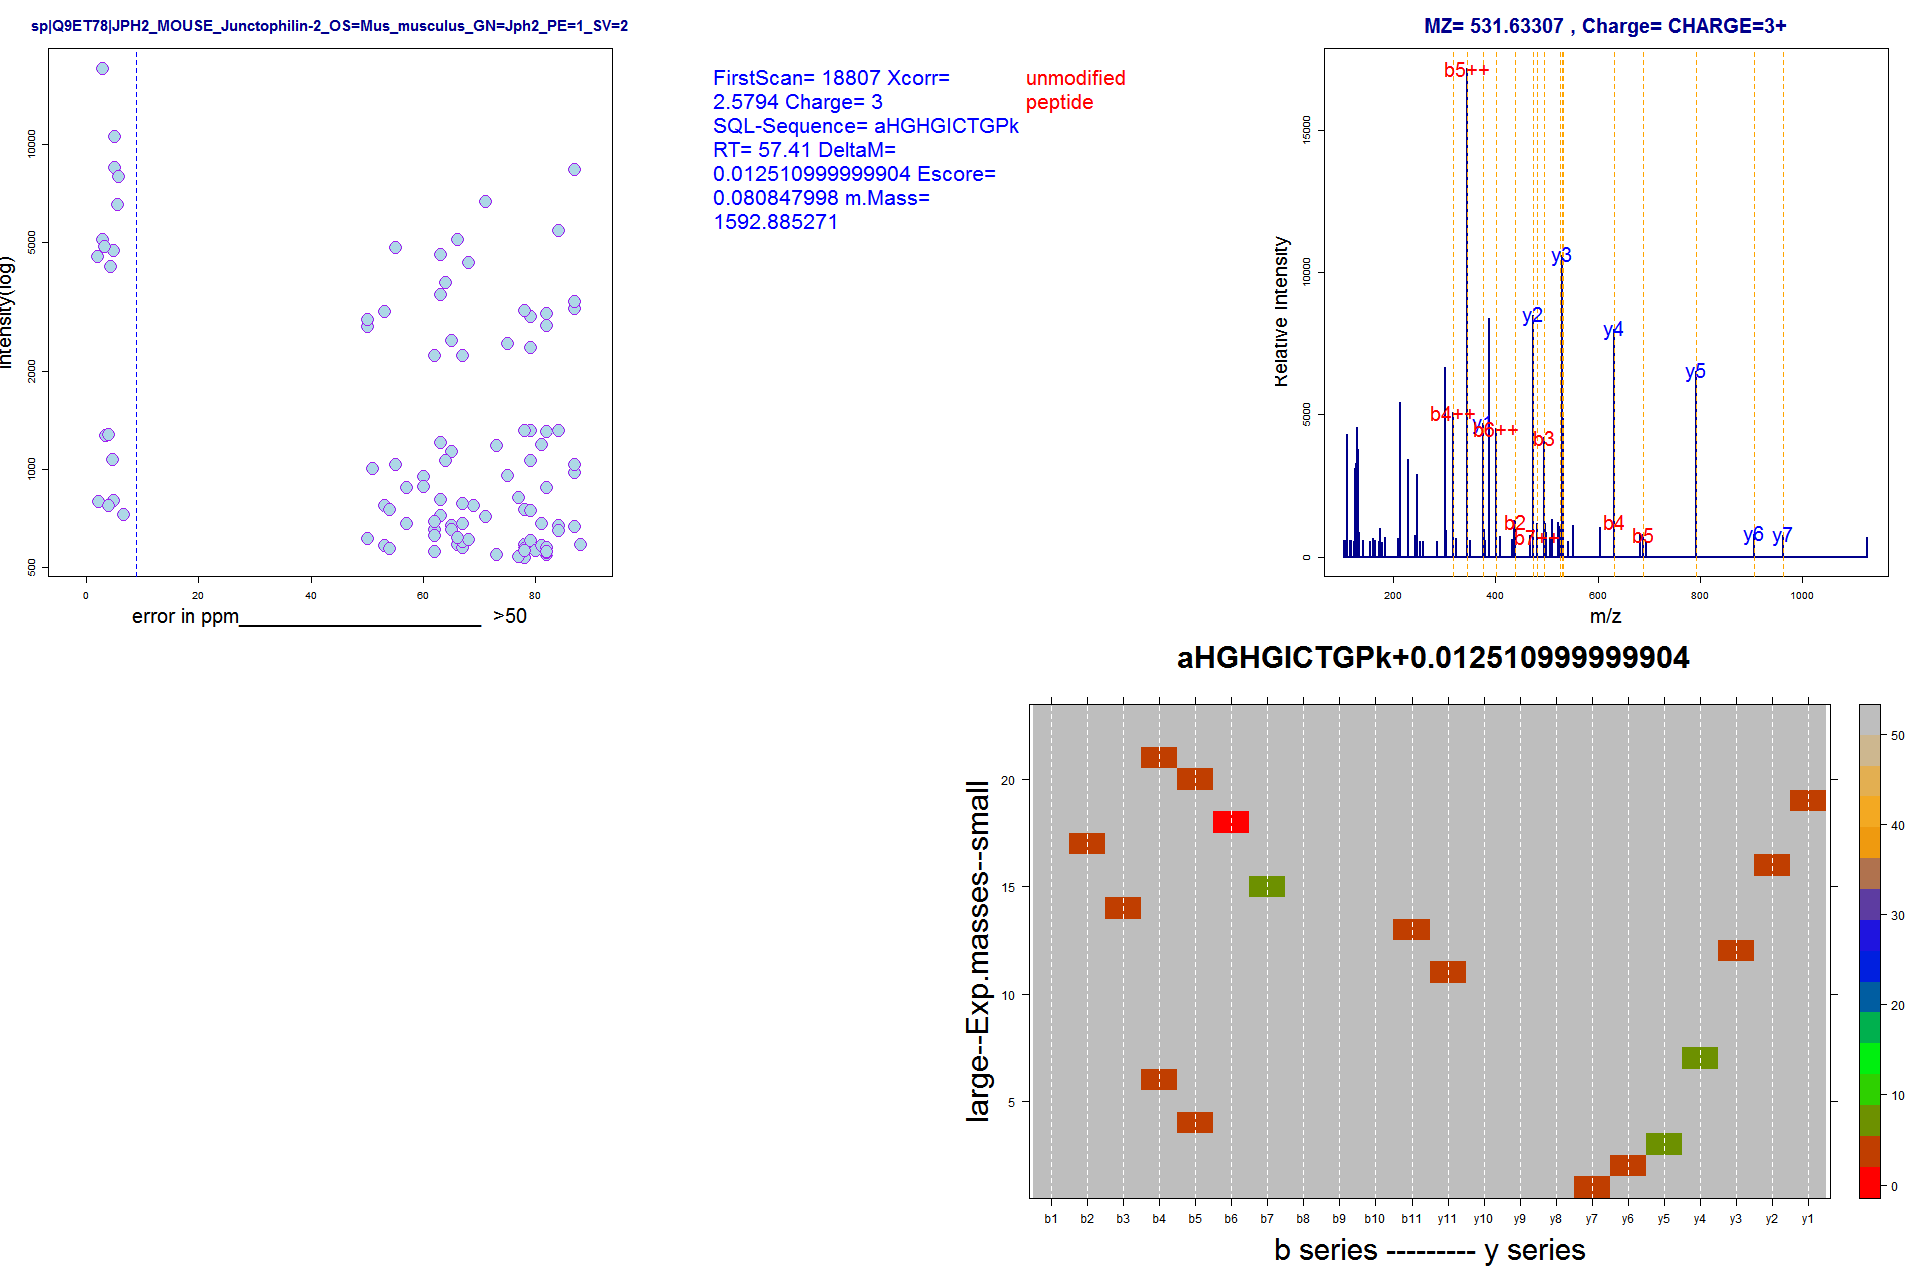 sp|Q9ET78|JPH2_MOUSE_Junctophilin-2_OS=Mus_musculus_GN=Jph2_PE=1_SV=2
intensity(log)
10000
5000
2000
1000
500
0
20
40
60
80
error in ppm______________________ >50
FirstScan= 18807 Xcorr=
2.5794 Charge= 3
SQL-Sequence= aHGHGICTGPk
RT= 57.41 DeltaM=
0.012510999999904 Escore=
0.080847998 m.Mass=
1592.885271
unmodified
peptide
MZ= 531.63307 , Charge= CHARGE=3+
Relative Intensity
15000
10000
5000
0
b5++
y3
y2
y4
y5
b4++
y1
b6++
b3
b2
b4
b7++
b5
y6
y7
200
400
600
800
1000
m/z
aHGHGICTGPk+0.012510999999904
large--Exp.masses--small
20
15
10
5
b1
b2
b3
b4
b5
b6
b7
b8
b9
b10
b11
y11
y10
y9
y8
y7
y6
y5
y4
y3
y2
y1
b series --------- y series
50
40
30
20
10
0